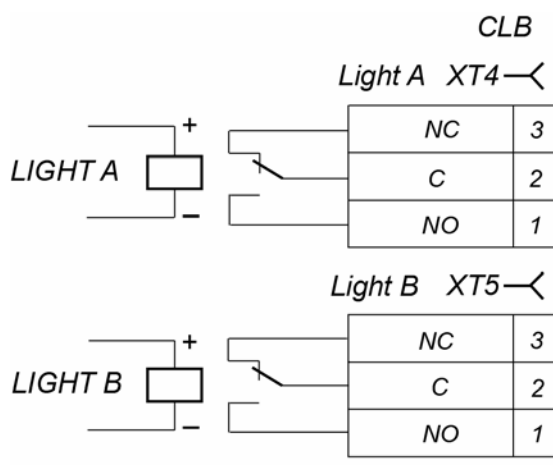 CLB
Light A XT4
+
NC 3
LIGHT A
C 2
–
NO 1
Light B XT5
+
NC 3
LIGHT B
C 2
–
NO 1